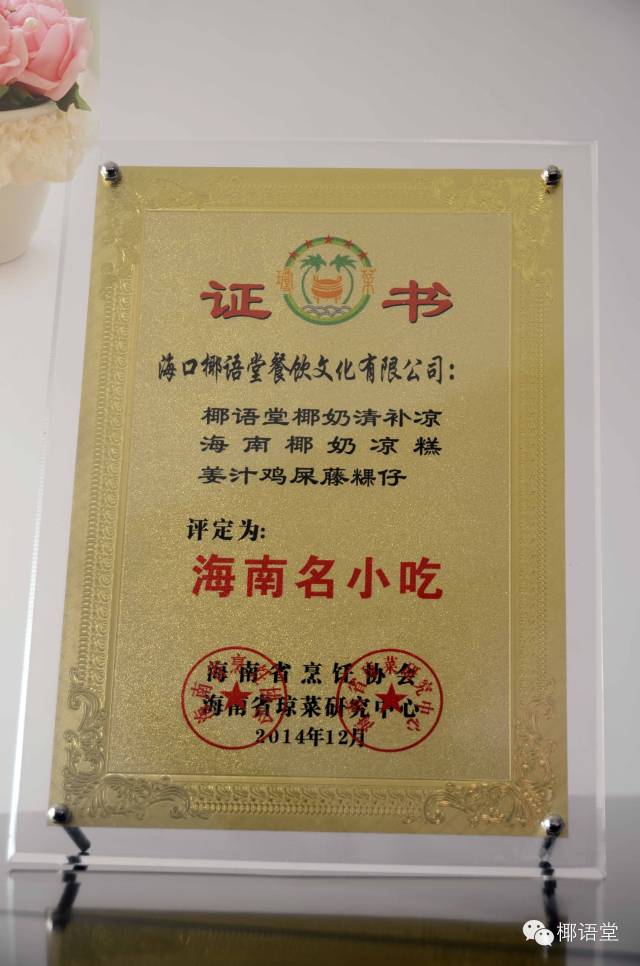 证 琼菜 书
海口椰语堂餐饮文化有限公司：
椰语堂椰奶清补凉
海南椰奶凉糕
姜汁鸡屎藤粿仔
评定为:
海南名小吃
海南省烹饪协会
海南省琼菜研究中心
2014年12月
椰语堂